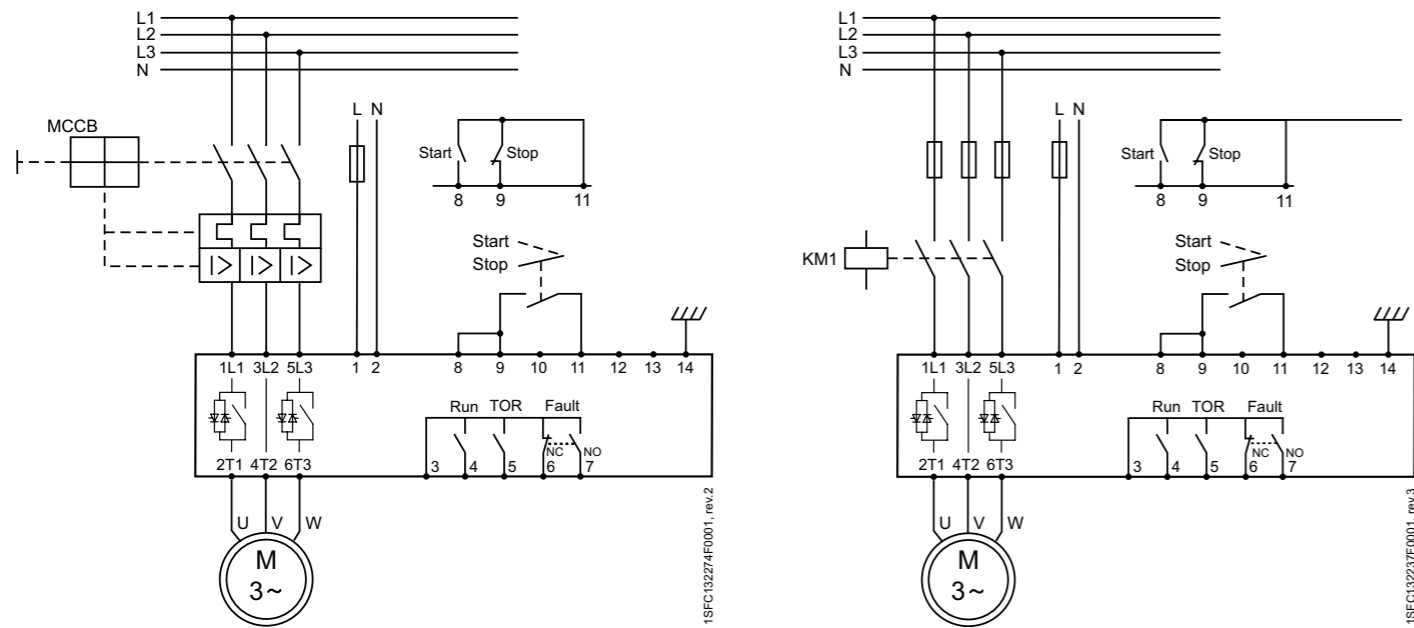 L1
L2
L3
N
MCCB
L N
Start Stop
8 9 11
Start
Stop
1L1 3L2 5L3 1 2 8 9 10 11 12 13 14
Run TOR Fault
NC NO
2T1 4T2 6T3 3 4 5 6 7
U V W
M
3~
1SFC132274F0001, rev.2
L1
L2
L3
N
L N
Start Stop
8 9 11
KM1
Start
Stop
1L1 3L2 5L3 1 2 8 9 10 11 12 13 14
Run TOR Fault
NC NO
2T1 4T2 6T3 3 4 5 6 7
U V W
M
3~
1SFC132237F0001, rev.3